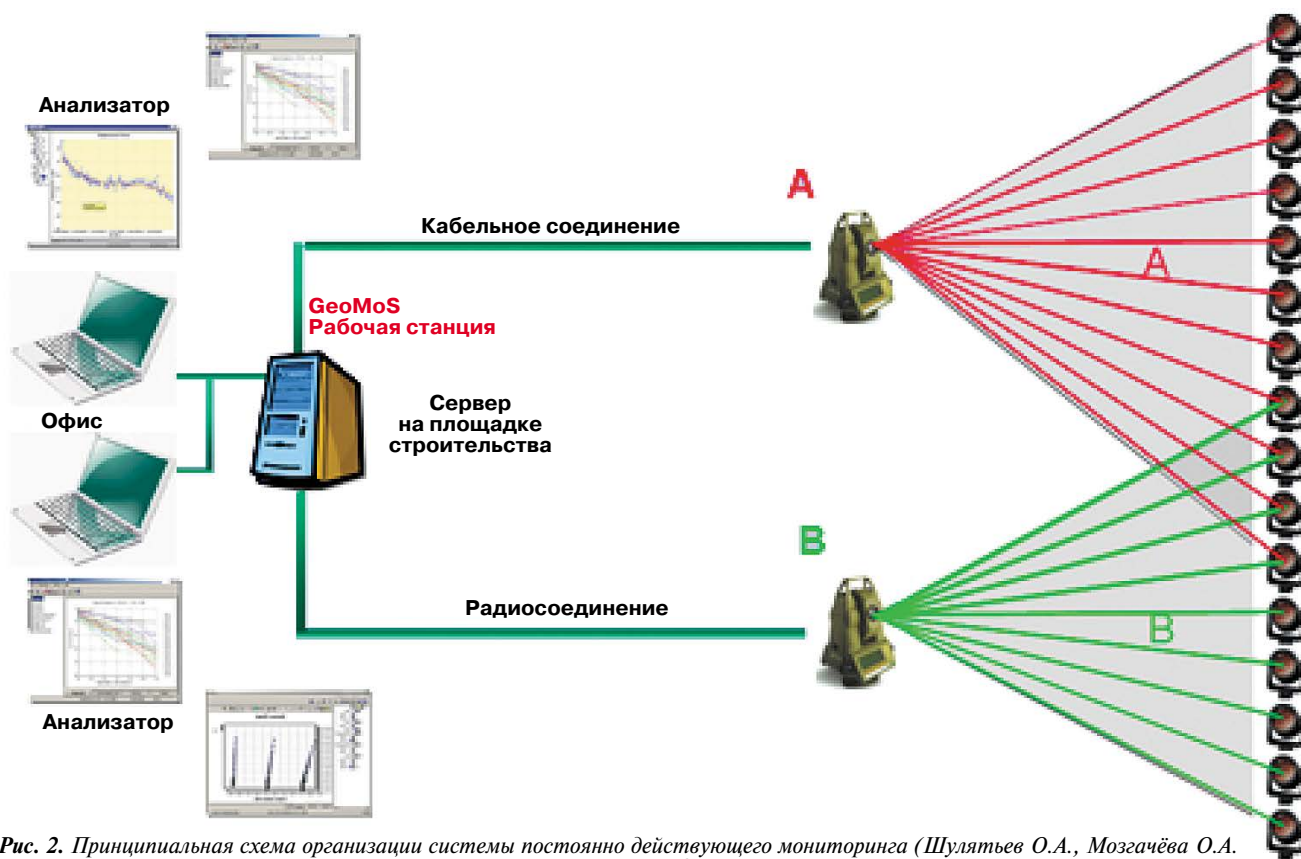 Анализатор
A
Кабельное соединение
A
GeoMoS
Рабочая станция
Сервер
на площадке
строительства
Офис
B
Радиосоединение
B
Анализатор
Рис. 2. Принципиальная схема организации системы постоянно действующего мониторинга (Шулятьев О.А., Мозгачёва О.А.